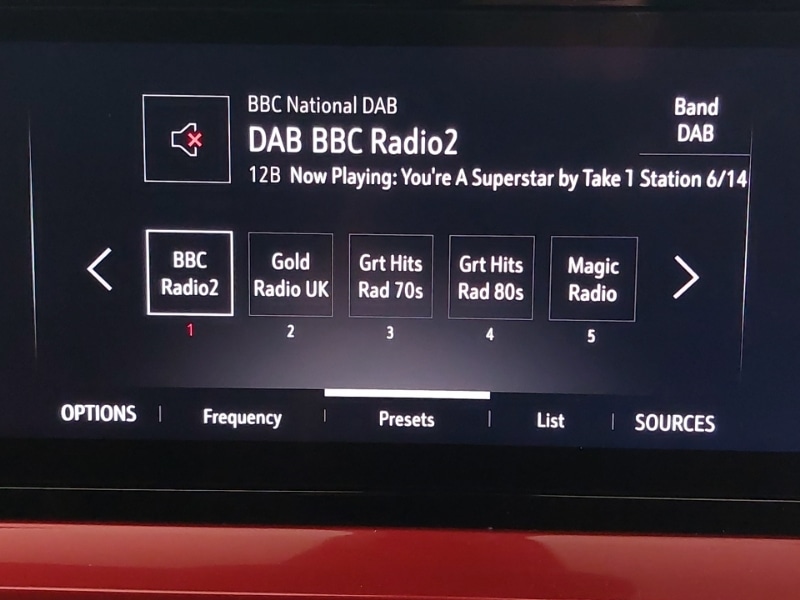 BBC National DAB
DAB BBC Radio2
12B Now Playing: You're A Superstar by Take 1 Station 6/14
Band
DAB
BBC
Radio2
Gold
Radio UK
Grt Hits
Rad 70s
Grt Hits
Rad 80s
Magic
Radio
1
2
3
4
5
OPTIONS
Frequency
Presets
List
SOURCES